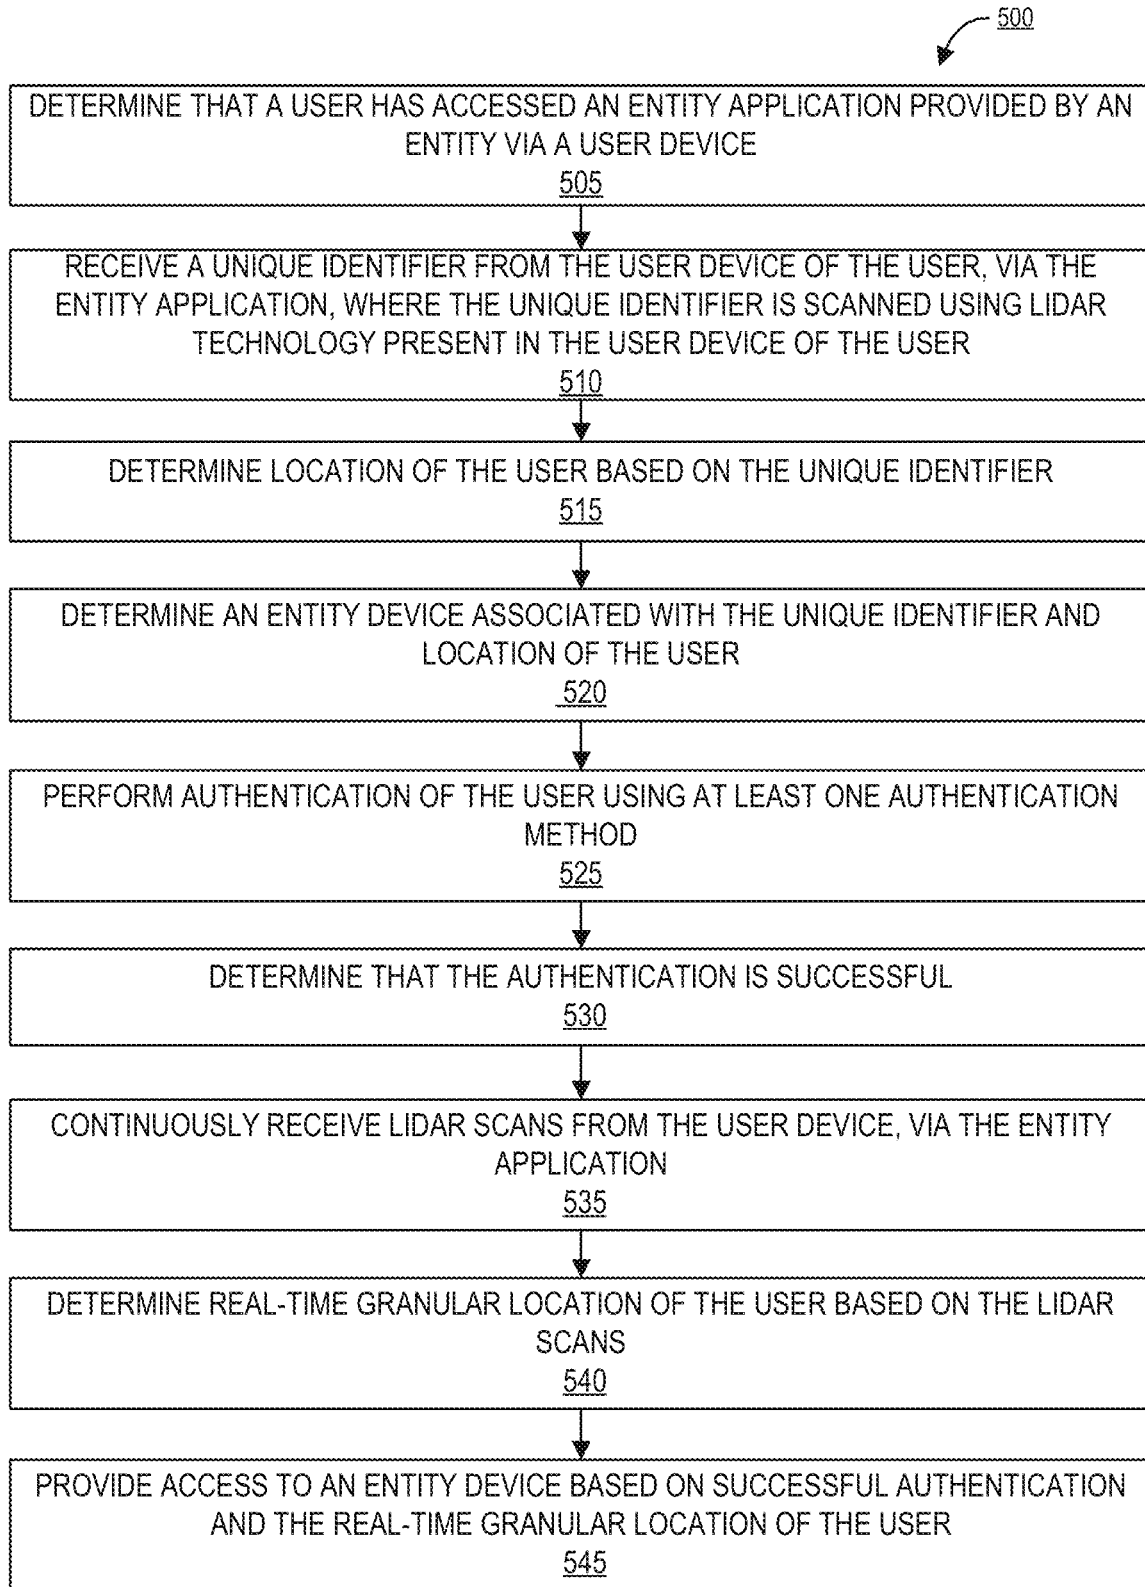 500
DETERMINE THAT A USER HAS ACCESSED AN ENTITY APPLICATION PROVIDED BY AN
ENTITY VIA A USER DEVICE
505
RECEIVE A UNIQUE IDENTIFIER FROM THE USER DEVICE OF THE USER, VIA THE
ENTITY APPLICATION, WHERE THE UNIQUE IDENTIFIER IS SCANNED USING LIDAR
TECHNOLOGY PRESENT IN THE USER DEVICE OF THE USER
510
DETERMINE LOCATION OF THE USER BASED ON THE UNIQUE IDENTIFIER
515
DETERMINE AN ENTITY DEVICE ASSOCIATED WITH THE UNIQUE IDENTIFIER AND
LOCATION OF THE USER
520
PERFORM AUTHENTICATION OF THE USER USING AT LEAST ONE AUTHENTICATION
METHOD
525
DETERMINE THAT THE AUTHENTICATION IS SUCCESSFUL
530
CONTINUOUSLY RECEIVE LIDAR SCANS FROM THE USER DEVICE, VIA THE ENTITY
APPLICATION
535
DETERMINE REAL-TIME GRANULAR LOCATION OF THE USER BASED ON THE LIDAR
SCANS
540
PROVIDE ACCESS TO AN ENTITY DEVICE BASED ON SUCCESSFUL AUTHENTICATION
AND THE REAL-TIME GRANULAR LOCATION OF THE USER
545